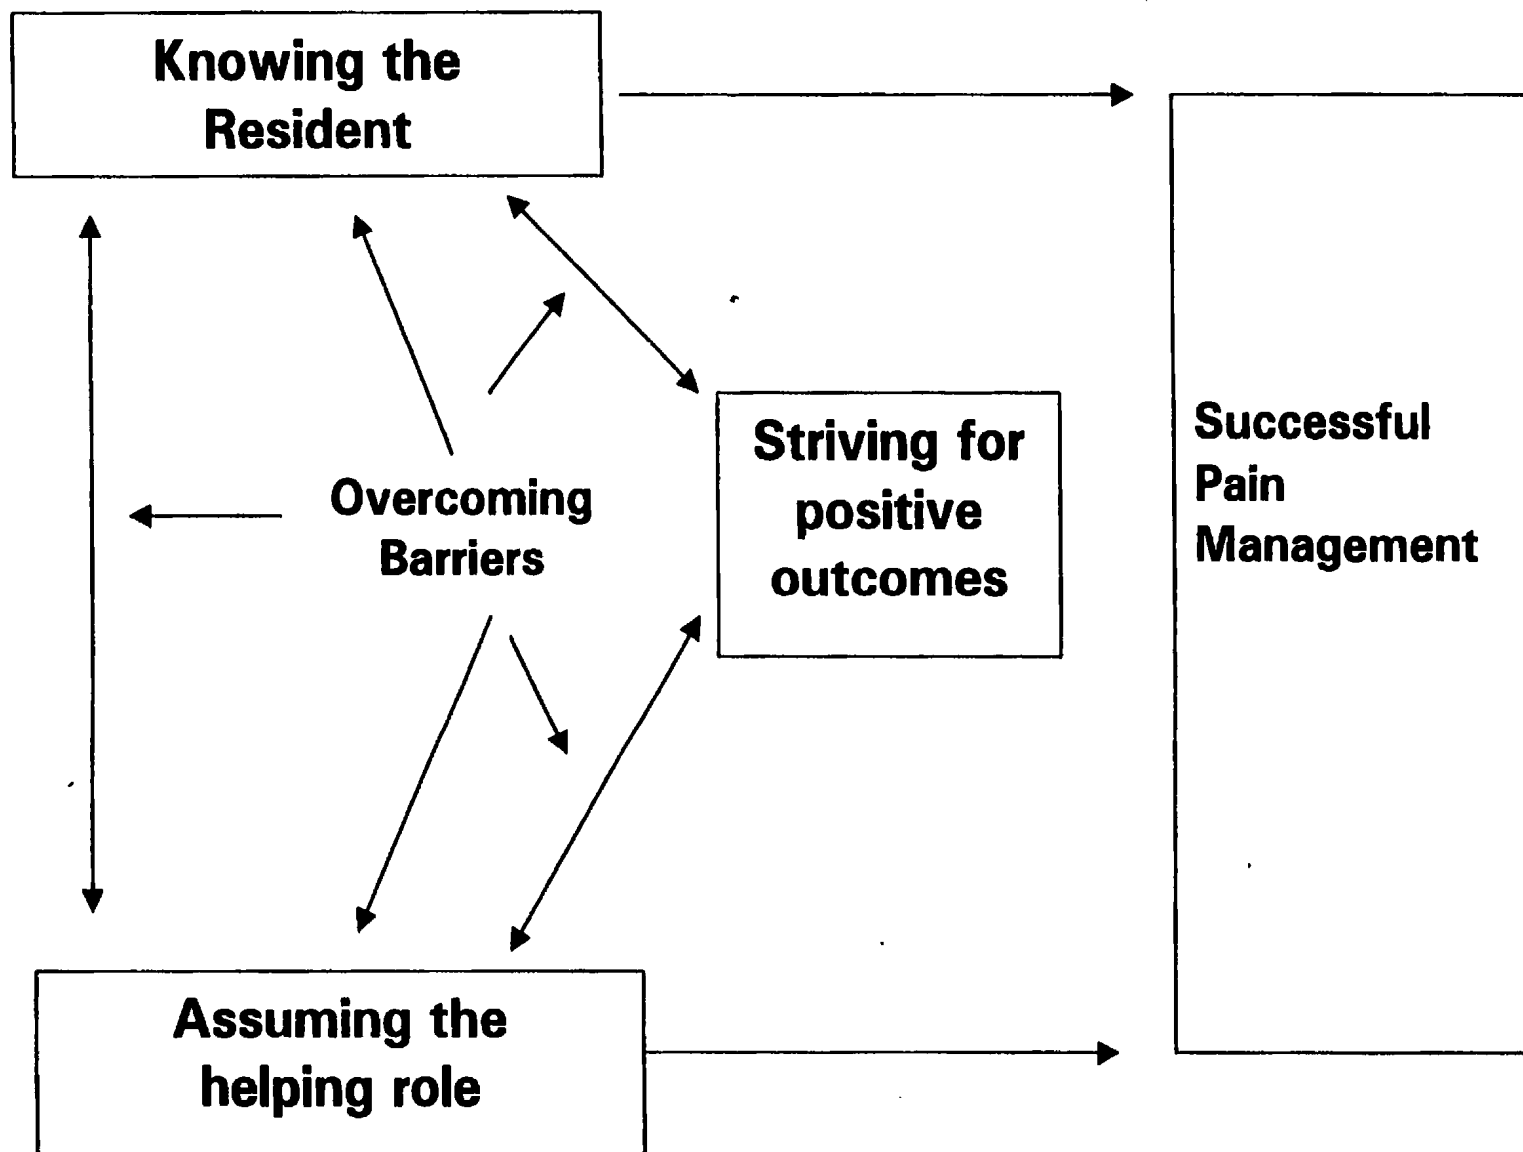 Knowing the
Resident
Overcoming
Barriers
Striving for
positive
outcomes
Successful
Pain
Management
Assuming the
helping role